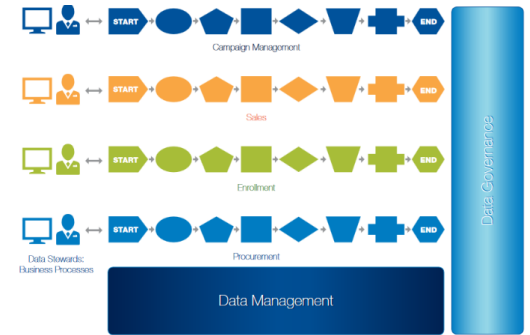 START
END
Campaign Management
START
END
Sales
START
END
Enrollment
START
END
Data Stewards:
Business Processes
Procurement
Data Management
Data Governance